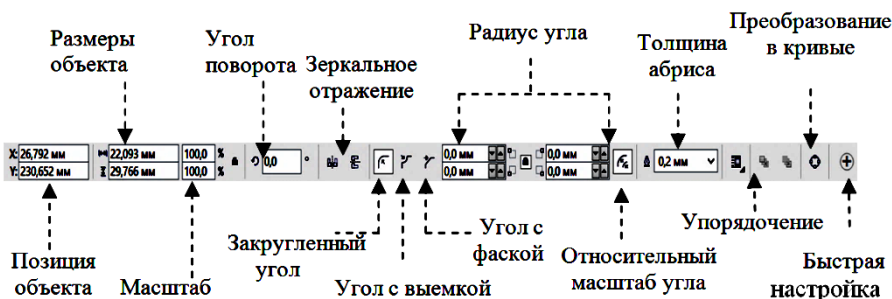 Размеры
объекта
Угол
поворота
Зеркальное
отражение
Радиус угла
Толщина
абриса
Преобразование
в кривые
X: 26,792 мм 22,093 мм 100,0 % 0,0 ° 0,0 мм 0,0 мм 0,2 мм
Y: 230,652 мм 29,766 мм 100,0 % 0,0 мм 0,0 мм
Позиция
объекта
Масштаб
Закругленный
угол
Угол с выемкой
Угол с
фаской
Относительный
масштаб угла
Упорядочение
Быстрая
настройка